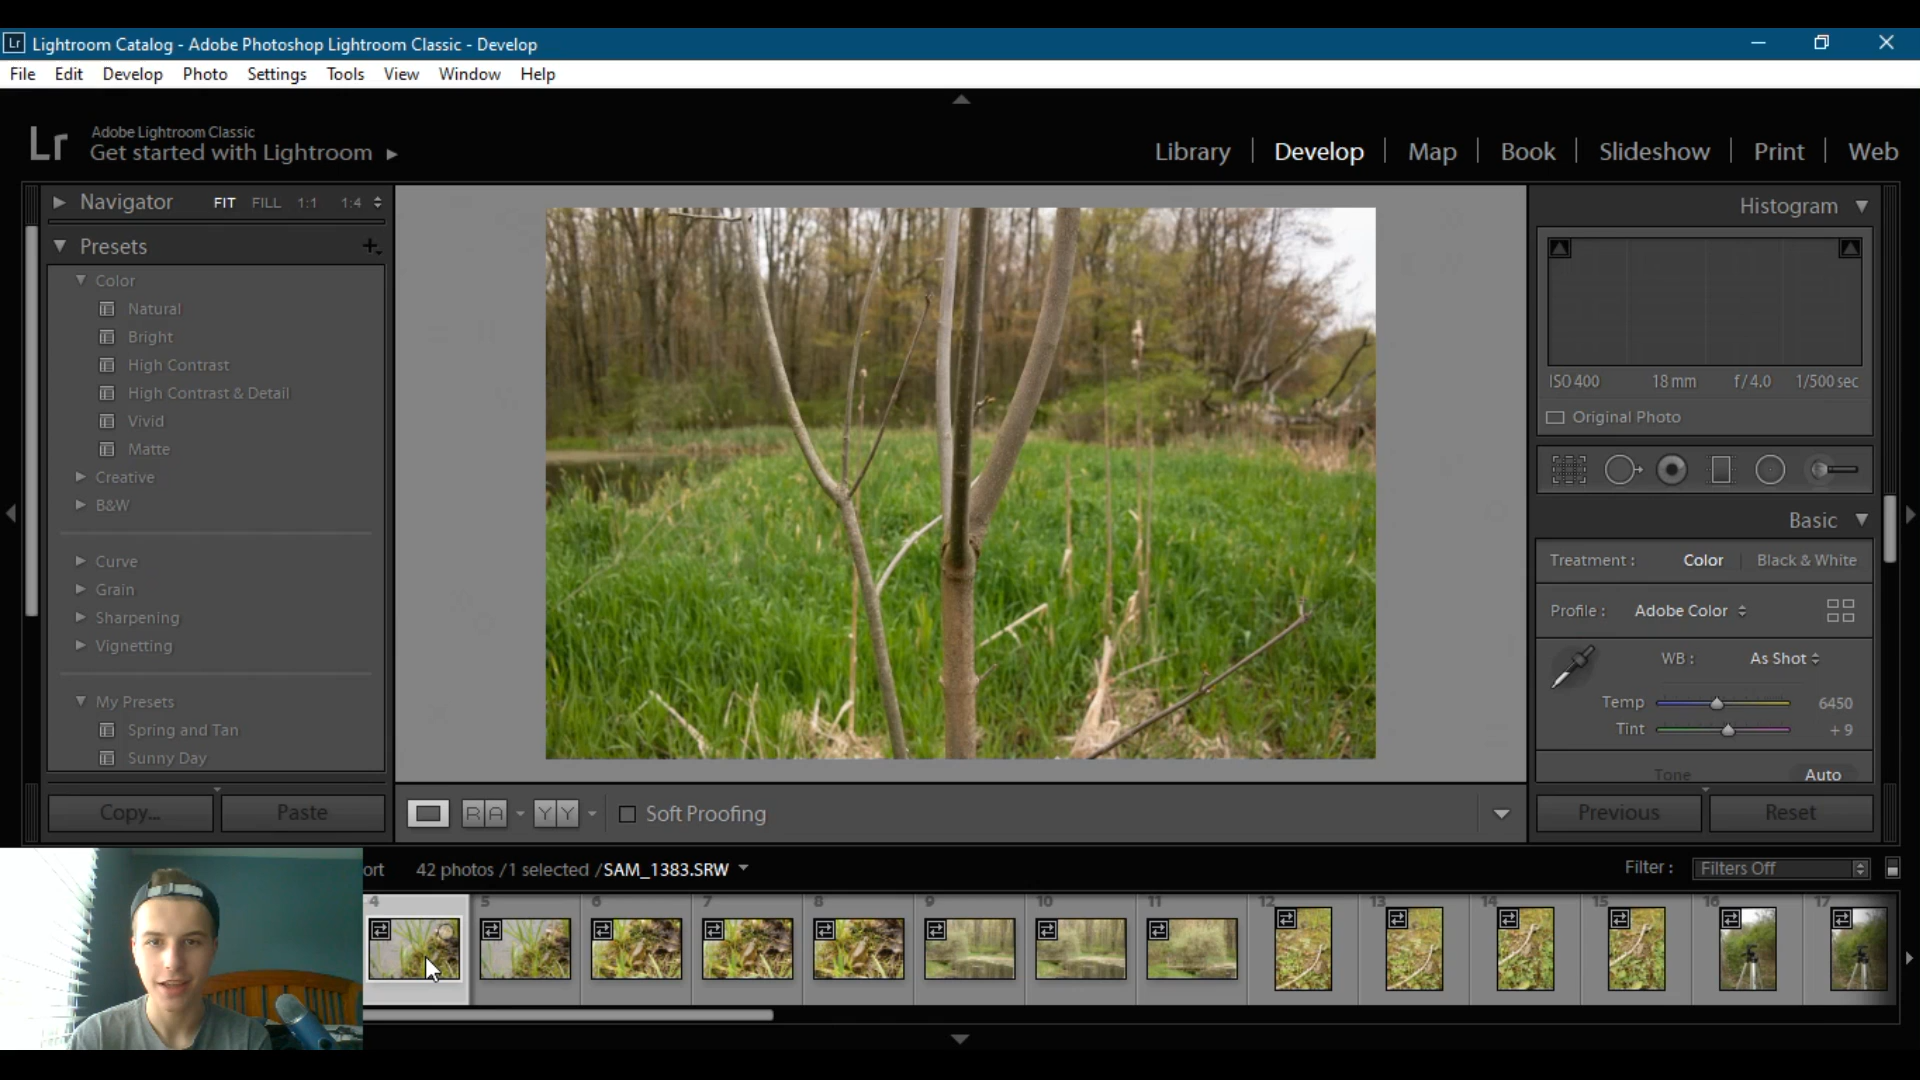 Lr Lightroom Catalog - Adobe Photoshop Lightroom Classic - Develop
File Edit Develop Photo Settings Tools View Window Help
Lr Adobe Lightroom Classic
Get started with Lightroom
Library | Develop | Map | Book | Slideshow | Print | Web
Navigator FIT FILL 1:1 1:4
Presets +
Color
Natural
Bright
High Contrast
High Contrast & Detail
Vivid
Matte
Creative
B&W
Curve
Grain
Sharpening
Vignetting
My Presets
Spring and Tan
Sunny Day
Copy... Paste
Histogram
ISO 400 18 mm f / 4.0 1/500 sec
Original Photo
Basic
Treatment : Color Black & White
Profile : Adobe Color
WB : As Shot
Temp 6450
Tint + 9
Tone Auto
Previous Reset
R A Y Y Soft Proofing
ort 42 photos / 1 selected / SAM_1383.SRW
Filter : Filters Off
4 5 6 7 8 9 10 11 12 13 14 15 16 17